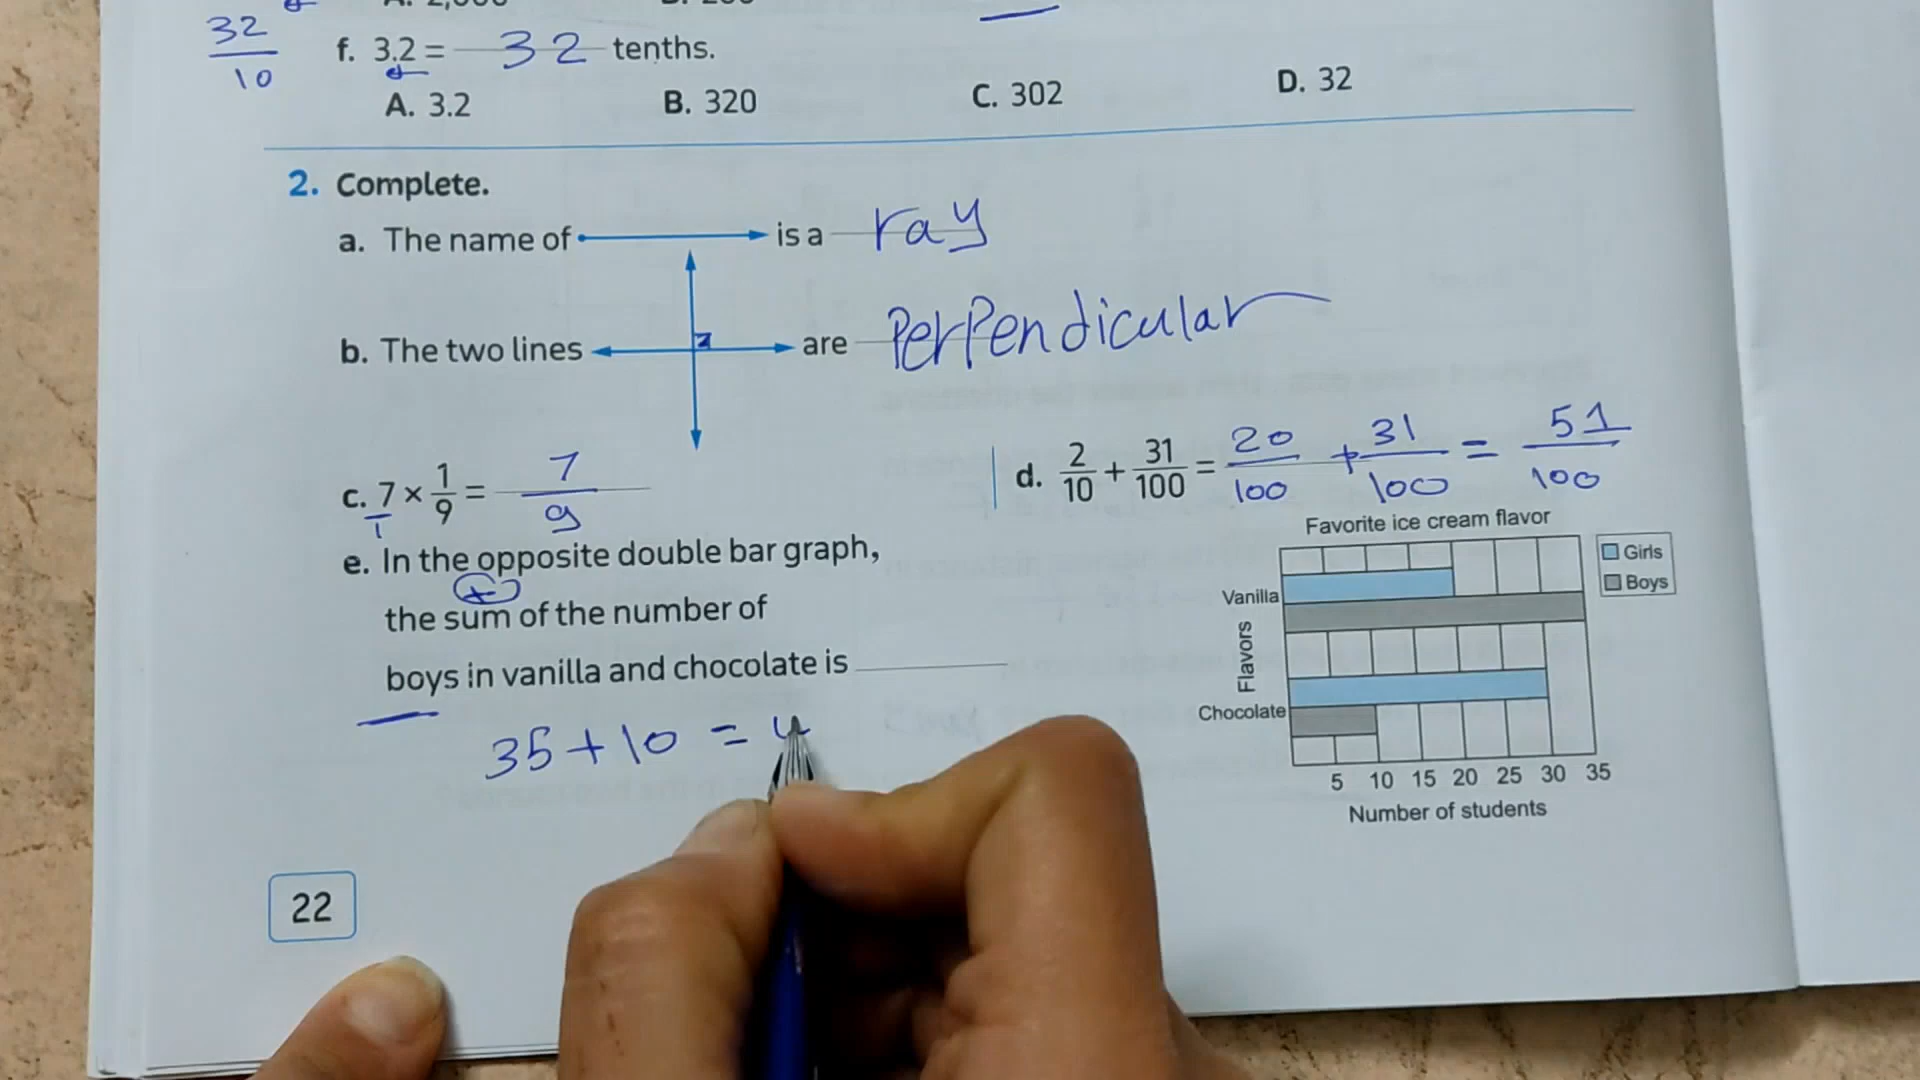 32
10
f. 3.2 = 32 tenths.
A. 3.2 B. 320 C. 302 D. 32
2. Complete.
a. The name of is a ray
b. The two lines are Perpendicular
c. 7 × 1/9 = 7/9
1
d. 2/10 + 31/100 = 20/100 + 31/100 = 51/100
e. In the opposite double bar graph,
+
the sum of the number of
boys in vanilla and chocolate is
35 + 10 = 4
Favorite ice cream flavor
Girls
Boys
Vanilla
Flavors
Chocolate
5 10 15 20 25 30 35
Number of students
22